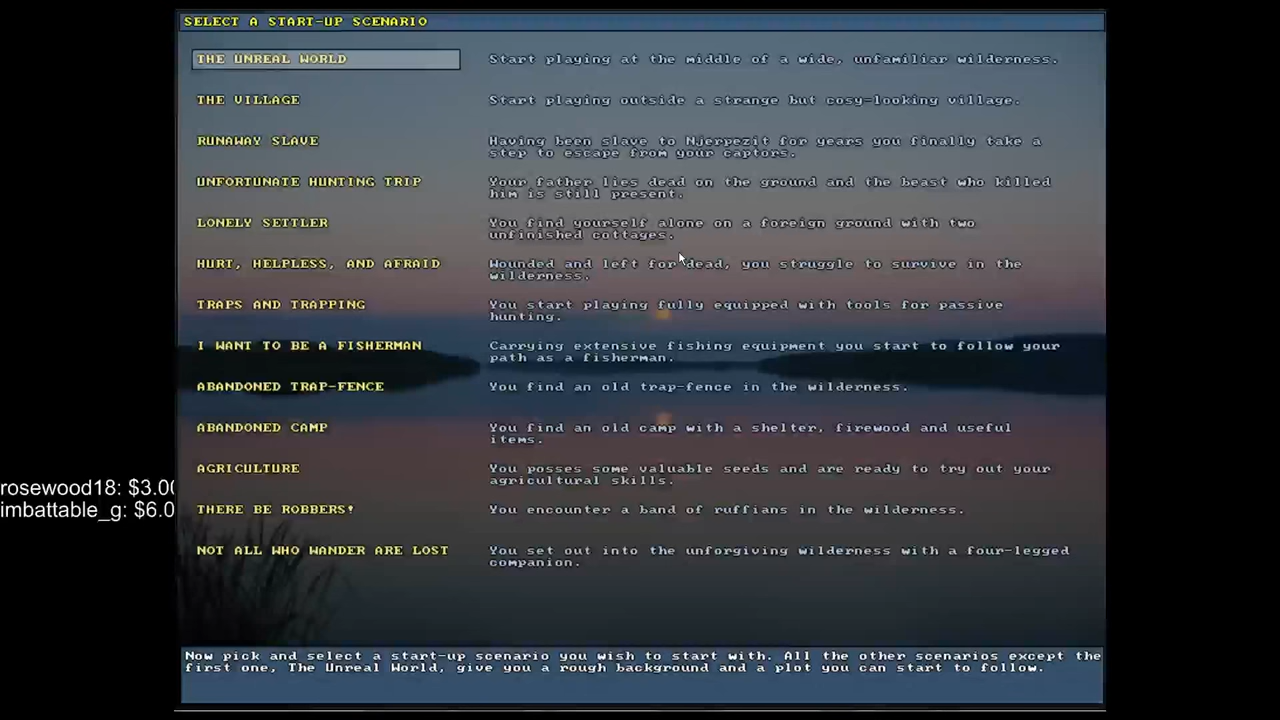 SELECT A START-UP SCENARIO
THE UNREAL WORLD
Start playing at the middle of a wide, unfamiliar wilderness.
THE VILLAGE
Start playing outside a strange but cosy-looking village.
RUNAWAY SLAVE
Having been slave to Njerpezit for years you finally take a
step to escape from your captors.
UNFORTUNATE HUNTING TRIP
Your father lies dead on the ground and the beast who killed
him is still present.
LONELY SETTLER
You find yourself alone on a foreign ground with two
unfinished cottages.
HURT, HELPLESS, AND AFRAID
Wounded and left for dead, you struggle to survive in the
wilderness.
TRAPS AND TRAPPING
You start playing fully equipped with tools for passive
hunting.
I WANT TO BE A FISHERMAN
Carrying extensive fishing equipment you start to follow your
path as a fisherman.
ABANDONED TRAP-FENCE
You find an old trap-fence in the wilderness.
ABANDONED CAMP
You find an old camp with a shelter, firewood and useful
items.
AGRICULTURE
You posses some valuable seeds and are ready to try out your
agricultural skills.
rosewood18: $3.00
imbattable_g: $6.0
THERE BE ROBBERS!
You encounter a band of ruffians in the wilderness.
NOT ALL WHO WANDER ARE LOST
You set out into the unforgiving wilderness with a four-legged
companion.
Now pick and select a start-up scenario you wish to start with. All the other scenarios except the
first one, The Unreal World, give you a rough background and a plot you can start to follow.